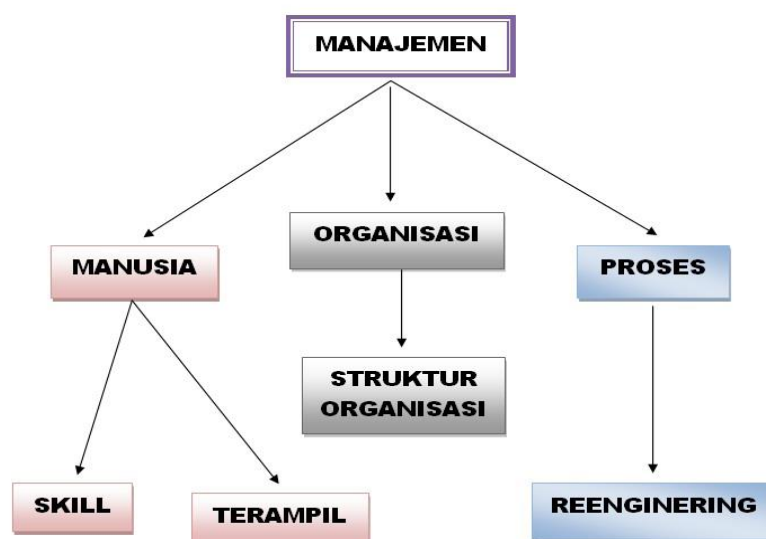 MANAJEMEN
ORGANISASI
MANUSIA
PROSES
STRUKTUR
ORGANISASI
SKILL
TERAMPIL
REENGINERING